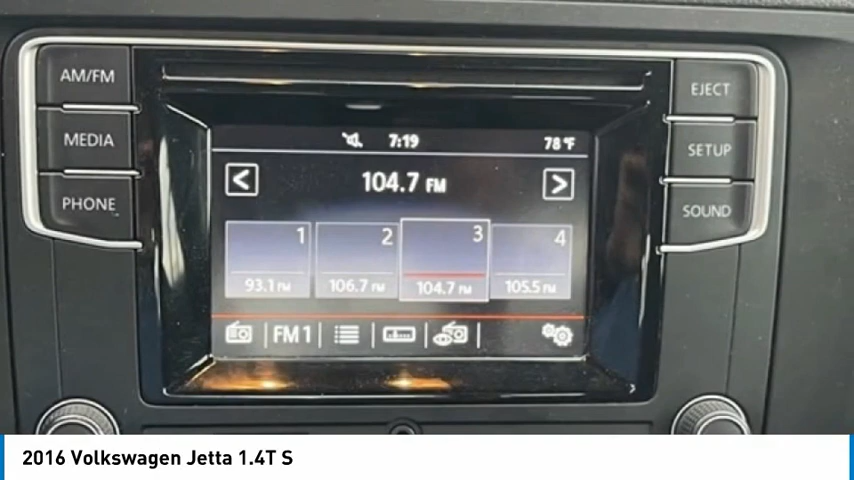 AM/FM
MEDIA
PHONE
EJECT
SETUP
SOUND
7:19
78°F
< 104.7 FM >
1 2 3 4
93.1 FM 106.7 FM 104.7 FM 105.5 FM
FM1
2016 Volkswagen Jetta 1.4T S